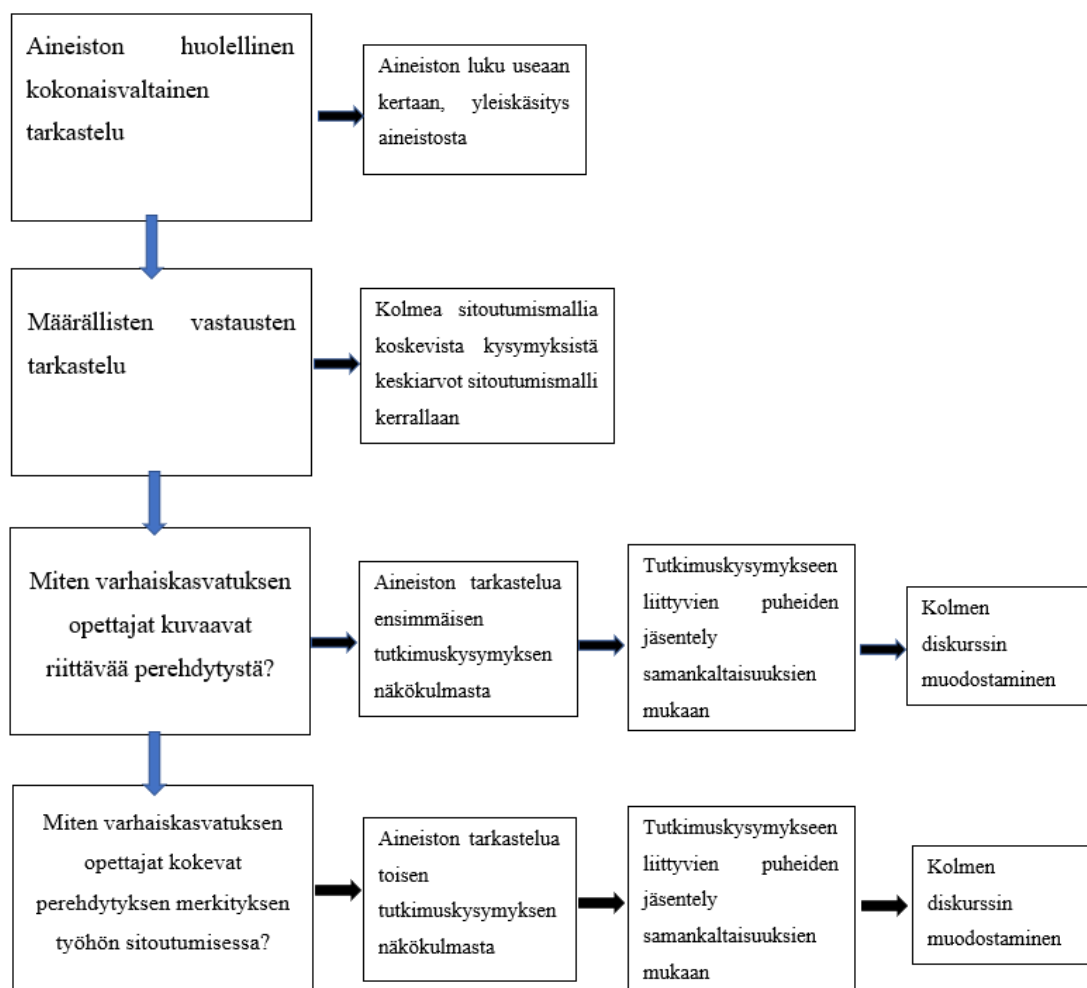 Aineiston huolellinen
kokonaisvaltainen
tarkastelu
Aineiston luku useaan
kertaan, yleiskäsitys
aineistosta
Määrällisten vastausten
tarkastelu
Kolmea sitoutumismallia
koskevista kysymyksistä
keskiarvot sitoutumismalli
kerrallaan
Miten varhaiskasvatuksen
opettajat kuvaavat
riittävää perehdytystä?
Aineiston tarkastelua
ensimmäisen
tutkimuskysymyksen
näkökulmasta
Tutkimuskysymykseen
liittyvien puheiden
jäsentely
samankaltaisuuksien
mukaan
Kolmen
diskurssin
muodostaminen
Miten varhaiskasvatuksen
opettajat kokevat
perehdytyksen merkityksen
työhön sitoutumisessa?
Aineiston tarkastelua
toisen
tutkimuskysymyksen
näkökulmasta
Tutkimuskysymykseen
liittyvien puheiden
jäsentely
samankaltaisuuksien
mukaan
Kolmen
diskurssin
muodostaminen